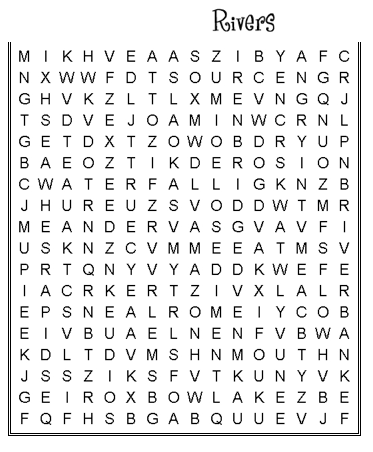 Rivers
M I K H V E A A S Z I B Y A F C
N X W W F D T S O U R C E N G R
G H V K Z L T L X M E V N G Q J
T S D V E J O A M I N W C R N L
G E T D X T Z O W O B D R Y U P
B A E O Z T I K D E R O S I O N
C W A T E R F A L L I G K N Z B
J H U R E U Z S V O D D W T M R
M E A N D E R V A S G V A V F I
U S K N Z C V M M E E A T M S V
P R T Q N Y V Y A D D K W E F E
I A C R K E R T Z I V X L A L R
E P S N E A L R O M E I Y C O B
E I V B U A E L N E N F V B W A
K D L T D V M S H N M O U T H N
J S S Z I K S F V T K U N Y V K
G E I R O X B O W L A K E Z B E
F Q F H S B G A B Q U U E V J F